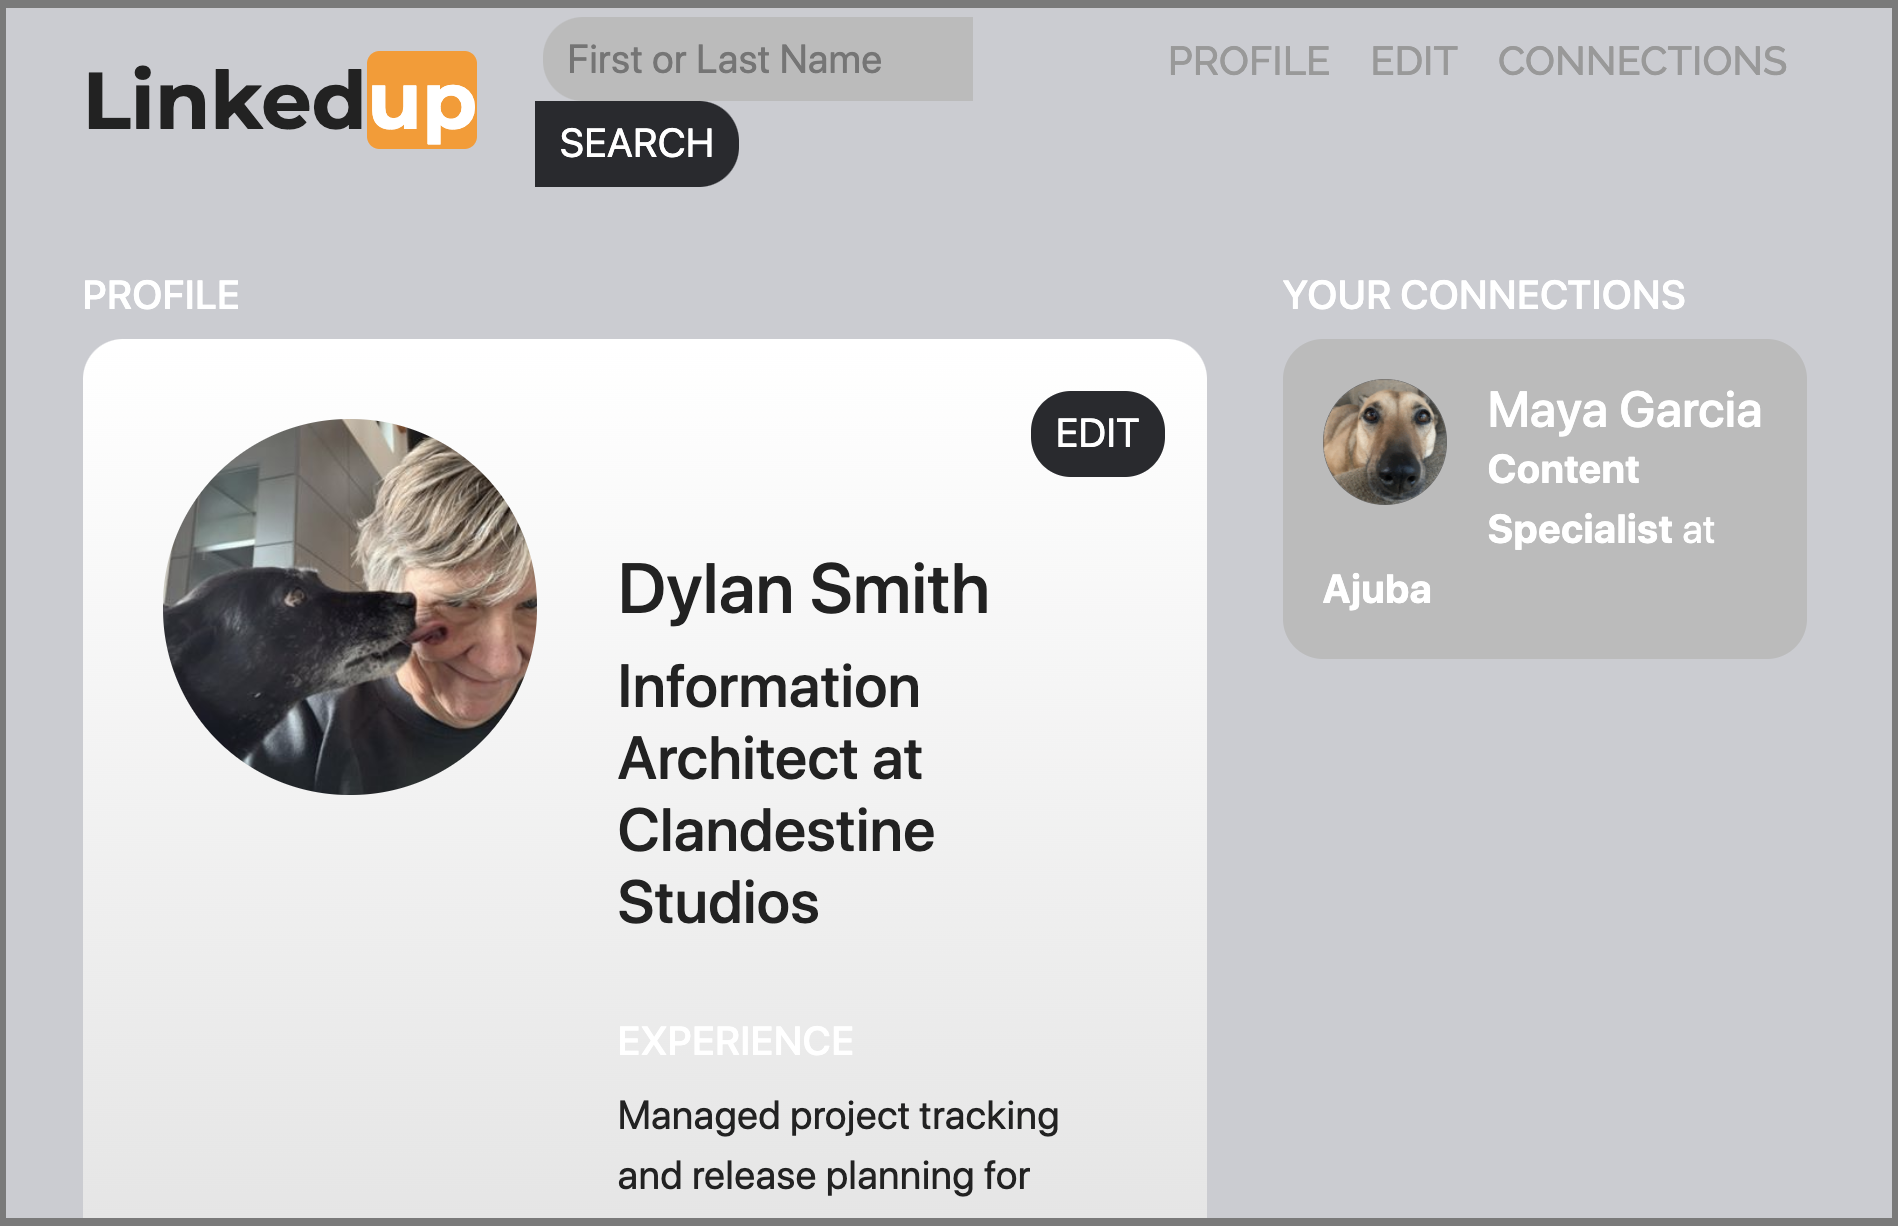 Linkedup
First or Last Name
SEARCH
PROFILE EDIT CONNECTIONS
PROFILE
EDIT
Dylan Smith
Information
Architect at
Clandestine
Studios
EXPERIENCE
Managed project tracking
and release planning for
YOUR CONNECTIONS
Maya Garcia
Content
Specialist at
Ajuba